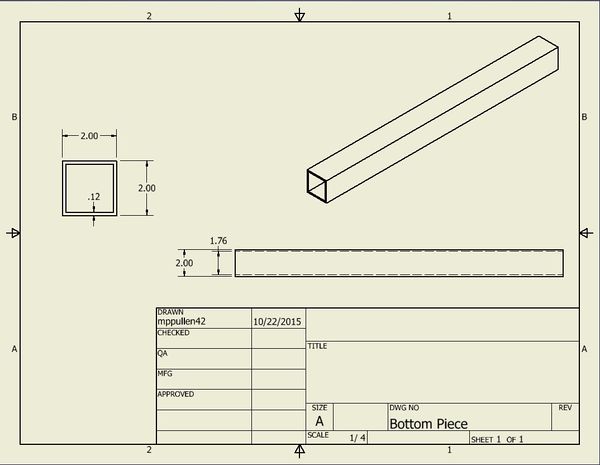 2
1
B
B
2.00
2.00
.12
1.76
2.00
A
A
DRAWN
mppullen42
10/22/2015
CHECKED
QA
MFG
APPROVED
TITLE
SIZE
A
DWG NO
Bottom Piece
REV
SCALE
1/ 4
SHEET 1 OF 1
2
1